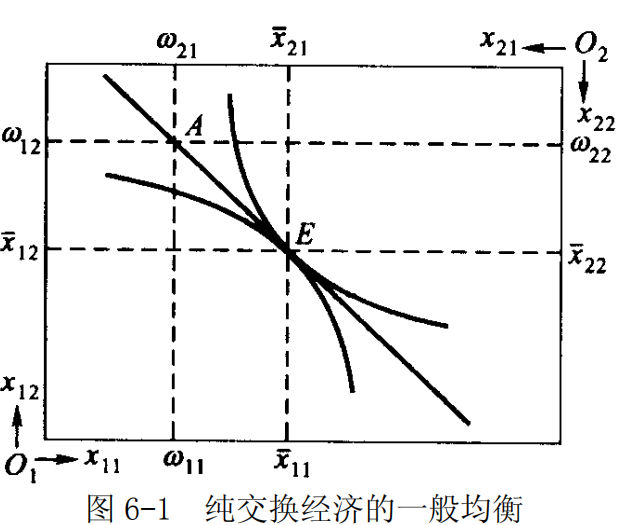 ω₂₁ x̄₂₁ x₂₁ ← O₂
↓
x₂₂
ω₁₂ A ω₂₂
x̄₁₂ E x̄₂₂
x₁₂
↑
O₁ → x₁₁ ω₁₁ x̄₁₁
图 6-1 纯交换经济的一般均衡